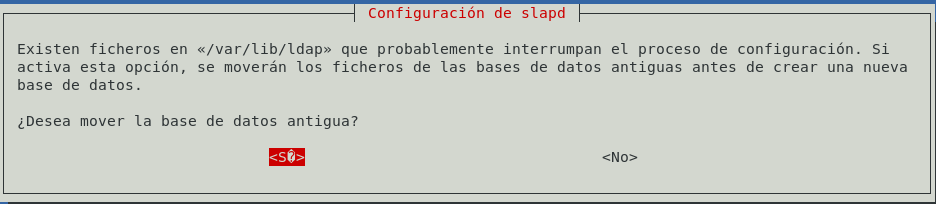 Configuración de slapd
Existen ficheros en «/var/lib/ldap» que probablemente interrumpan el proceso de configuración. Si
activa esta opción, se moverán los ficheros de las bases de datos antiguas antes de crear una nueva
base de datos.
¿Desea mover la base de datos antigua?
<S�> <No>